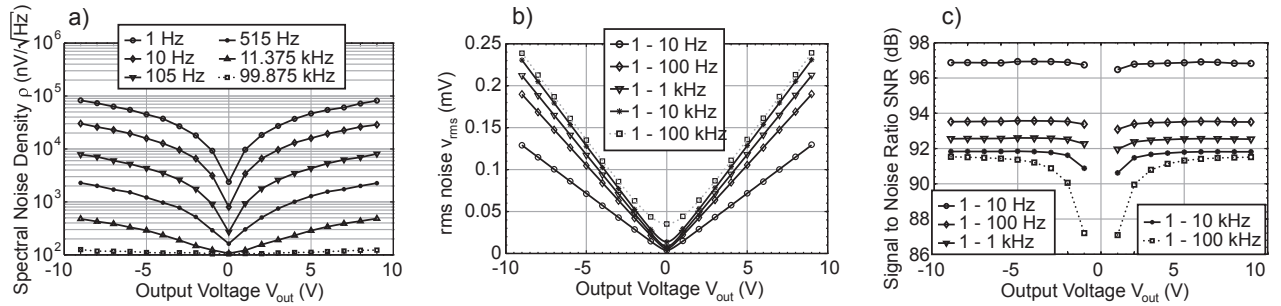 a)
Spectral Noise Density ρ (nV/√Hz)
10^6
10^5
10^4
10^3
10^2
1 Hz
10 Hz
105 Hz
515 Hz
11.375 kHz
99.875 kHz
-10 -5 0 5 10
Output Voltage V_out (V)
b)
rms noise v_rms (mV)
0.25
0.2
0.15
0.1
0.05
0
1 - 10 Hz
1 - 100 Hz
1 - 1 kHz
1 - 10 kHz
1 - 100 kHz
-10 -5 0 5 10
Output Voltage V_out (V)
c)
Signal to Noise Ratio SNR (dB)
98
96
94
92
90
88
86
1 - 10 Hz
1 - 100 Hz
1 - 1 kHz
1 - 10 kHz
1 - 100 kHz
-10 -5 0 5 10
Output Voltage V_out (V)